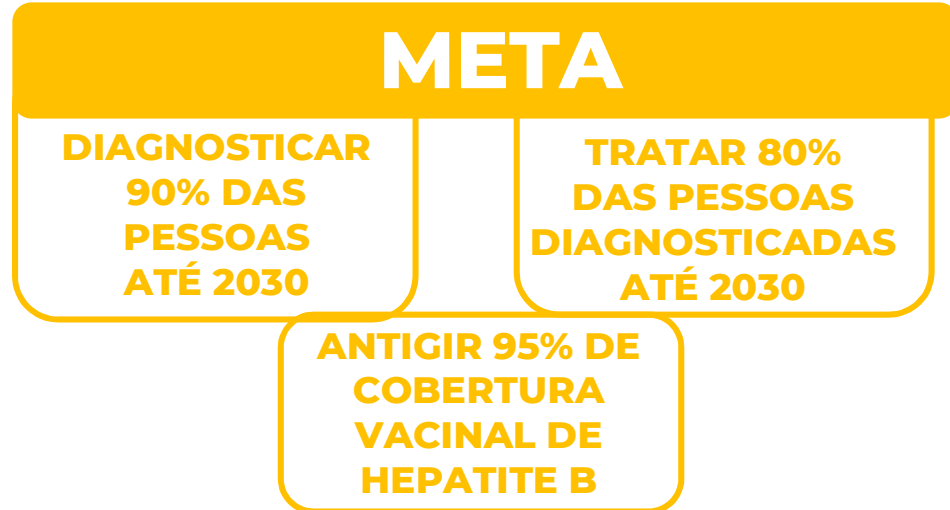 META
DIAGNOSTICAR
90% DAS
PESSOAS
ATÉ 2030
TRATAR 80%
DAS PESSOAS
DIAGNOSTICADAS
ATÉ 2030
ANTIGIR 95% DE
COBERTURA
VACINAL DE
HEPATITE B